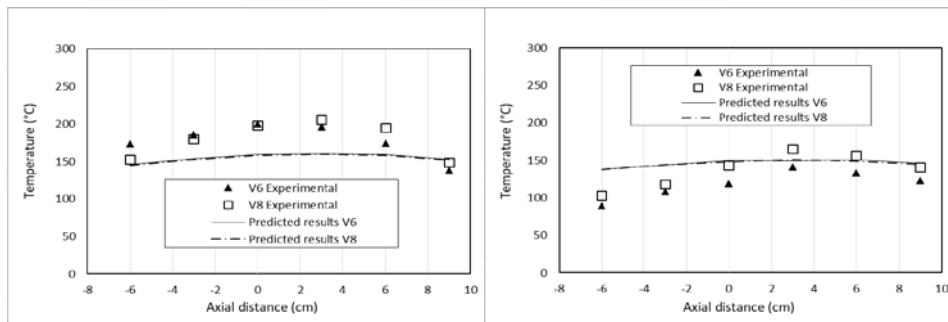 300
250
200
150
100
50
0
Temperature (°C)
V6 Experimental
V8 Experimental
Predicted results V6
Predicted results V8
-8 -6 -4 -2 0 2 4 6 8 10
Axial distance (cm)
300
250
200
150
100
50
0
Temperature (°C)
V6 Experimental
V8 Experimental
Predicted results V6
Predicted results V8
-8 -6 -4 -2 0 2 4 6 8 10
Axial distance (cm)